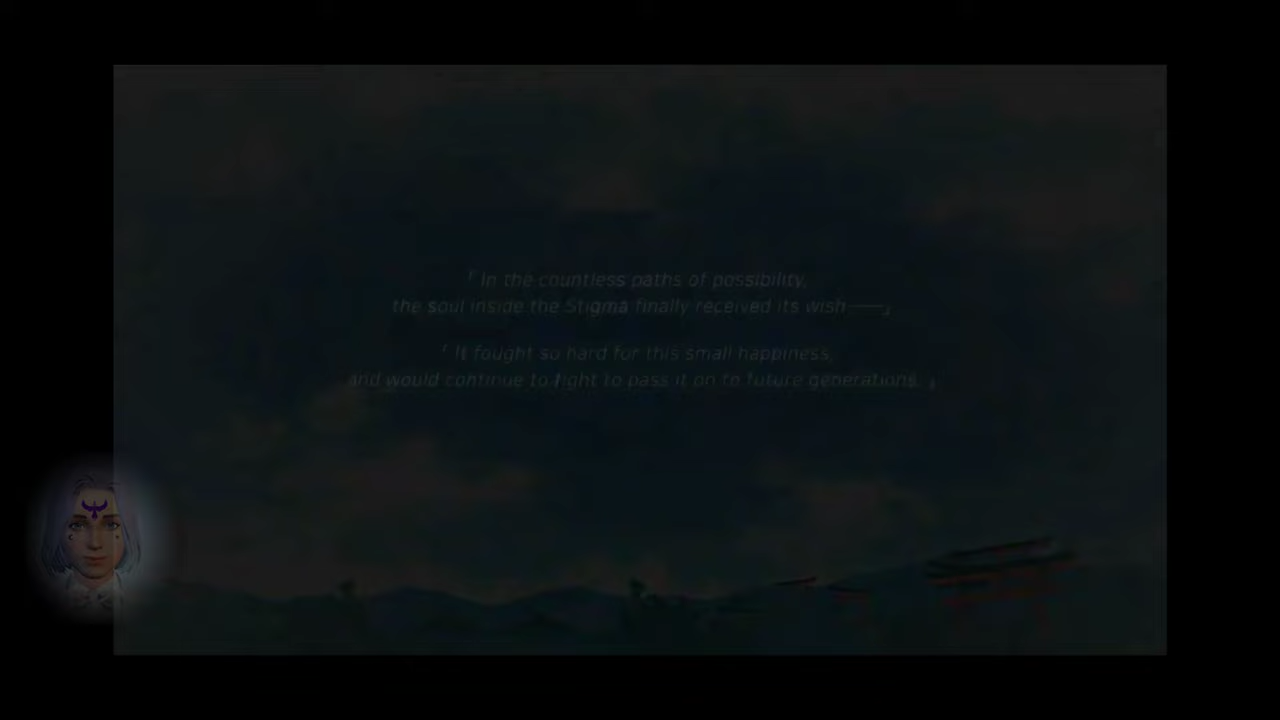 「In the countless paths of possibility,
the soul inside the Stigma finally received its wish——」
「It fought so hard for this small happiness,
and would continue to fight to pass it on to future generations.」